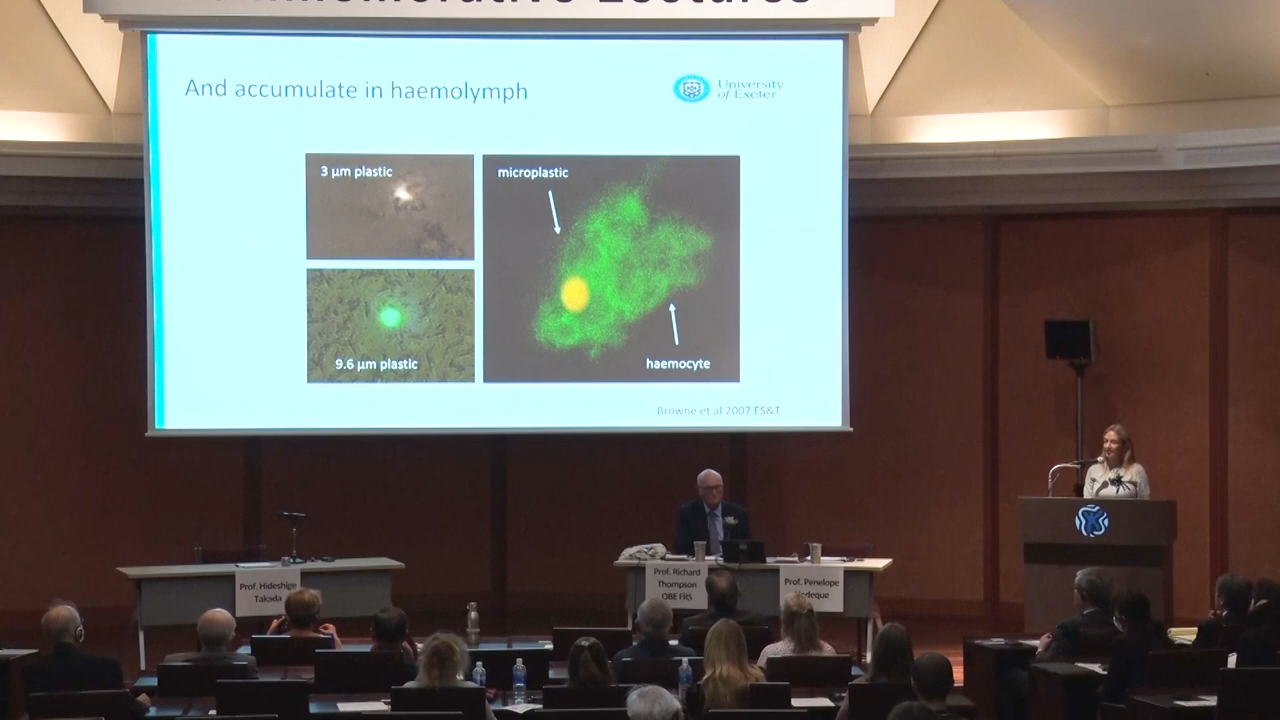 Lectures
And accumulate in haemolymph
University
of Exeter
3 µm plastic
microplastic
9.6 µm plastic
haemocyte
Browne et al 2007 ES&T
Prof. Hideshige
Takada
Prof. Richard
Thompson
OBE FRS
Prof. Penelope